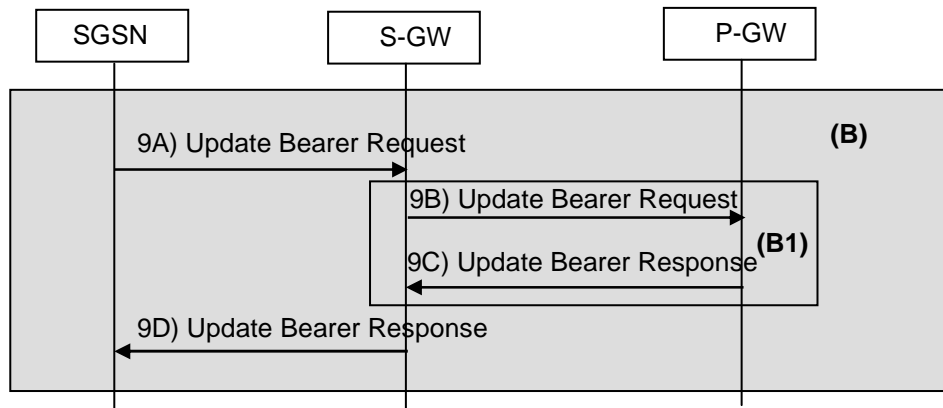 SGSN
S-GW
P-GW
(B)
9A) Update Bearer Request
9B) Update Bearer Request
(B1)
9C) Update Bearer Response
9D) Update Bearer Response